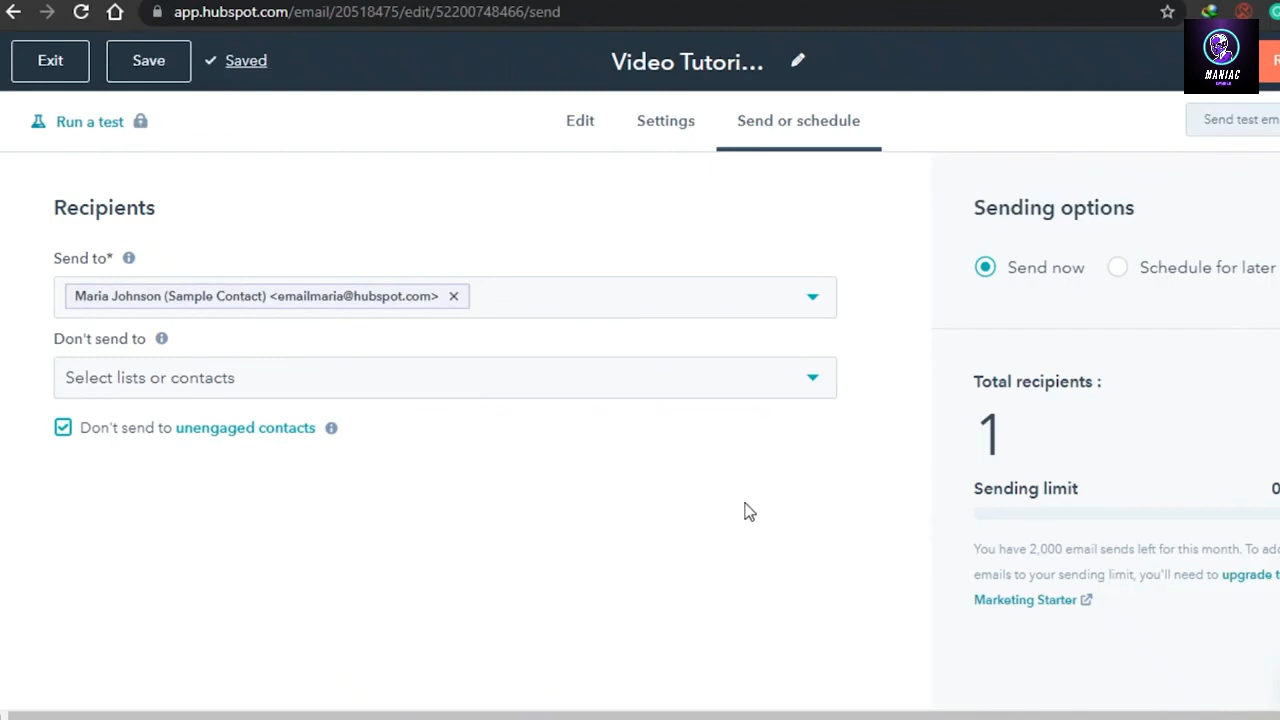 app.hubspot.com/email/20518475/edit/52200748466/send
Exit
Save
Saved
Video Tutori...
MANIAC
Run a test
Edit
Settings
Send or schedule
Send test em
Recipients
Send to*
Maria Johnson (Sample Contact) <emailmaria@hubspot.com>
Don't send to
Select lists or contacts
Don't send to unengaged contacts
Sending options
Send now
Schedule for later
Total recipients :
1
Sending limit
0
You have 2,000 email sends left for this month. To add
emails to your sending limit, you'll need to upgrade t
Marketing Starter